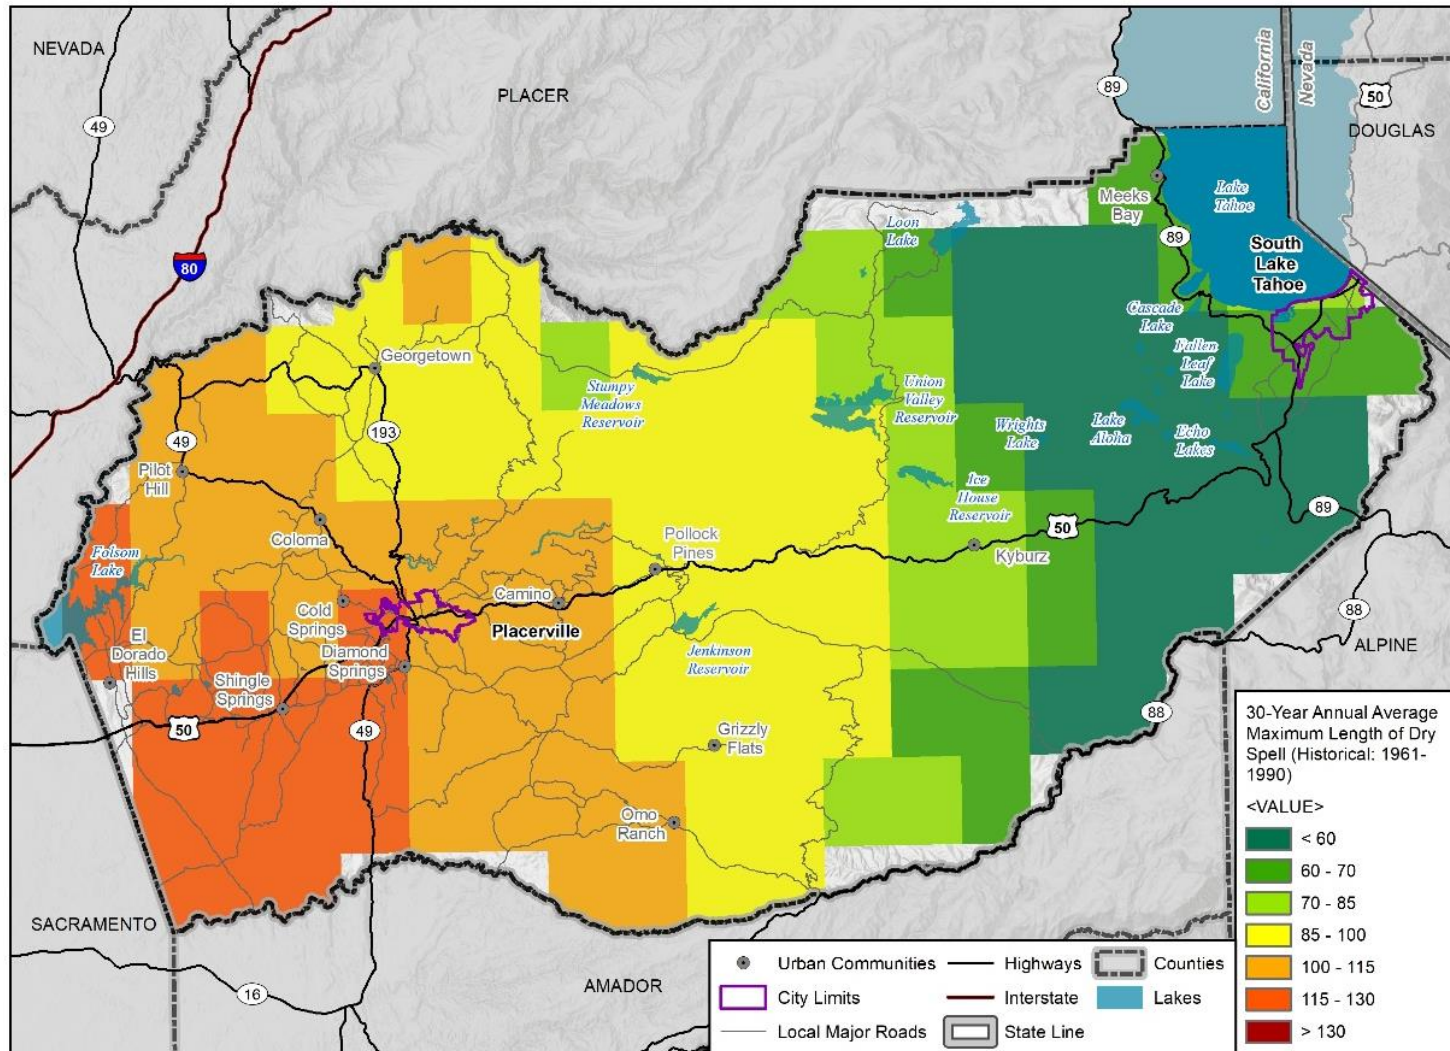 NEVADA
PLACER
49
80
89
California
Nevada
50
DOUGLAS
Meeks
Bay
Lake
Tahoe
Loon
Lake
89
South
Lake
Tahoe
Cascade
Lake
Fallen
Leaf
Lake
Georgetown
Stumpy
Meadows
Reservoir
Union
Valley
Reservoir
49
193
Wrights
Lake
Lake
Aloha
Echo
Lakes
Pilot
Hill
Ice
House
Reservoir
50
89
Coloma
Folsom
Lake
Pollock
Pines
Kyburz
Camino
Cold
Springs
Placerville
88
El
Dorado
Hills
Diamond
Springs
Jenkinson
Reservoir
ALPINE
Shingle
Springs
50
49
Grizzly
Flats
88
Omo
Ranch
SACRAMENTO
16
AMADOR
30-Year Annual Average
Maximum Length of Dry
Spell (Historical: 1961-
1990)
<VALUE>
< 60
60 - 70
70 - 85
85 - 100
100 - 115
115 - 130
> 130
Urban Communities
Highways
Counties
City Limits
Interstate
Lakes
Local Major Roads
State Line